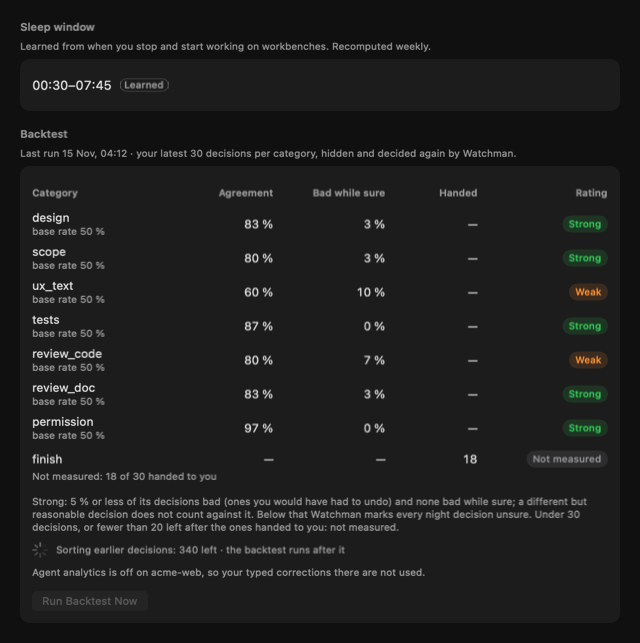 Sleep window
Learned from when you stop and start working on workbenches. Recomputed weekly.
00:30–07:45 Learned
Backtest
Last run 15 Nov, 04:12 · your latest 30 decisions per category, hidden and decided again by Watchman.
Category Agreement Bad while sure Handed Rating
design 83 % 3 % — Strong
base rate 50 %
scope 80 % 3 % — Strong
base rate 50 %
ux_text 60 % 10 % — Weak
base rate 50 %
tests 87 % 0 % — Strong
base rate 50 %
review_code 80 % 7 % — Weak
base rate 50 %
review_doc 83 % 3 % — Strong
base rate 50 %
permission 97 % 0 % — Strong
base rate 50 %
finish — — 18 Not measured
Not measured: 18 of 30 handed to you
Strong: 5 % or less of its decisions bad (ones you would have had to undo) and none bad while sure; a different but
reasonable decision does not count against it. Below that Watchman marks every night decision unsure. Under 30
decisions, or fewer than 20 left after the ones handed to you: not measured.
Sorting earlier decisions: 340 left · the backtest runs after it
Agent analytics is off on acme-web, so your typed corrections there are not used.
Run Backtest Now